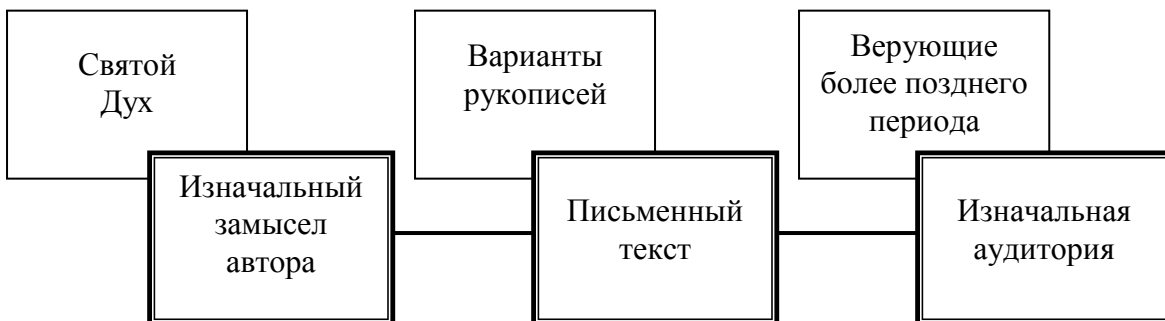 Святой
Дух
Варианты
рукописей
Верующие
более позднего
периода
Изначальный
замысел
автора
Письменный
текст
Изначальная
аудитория